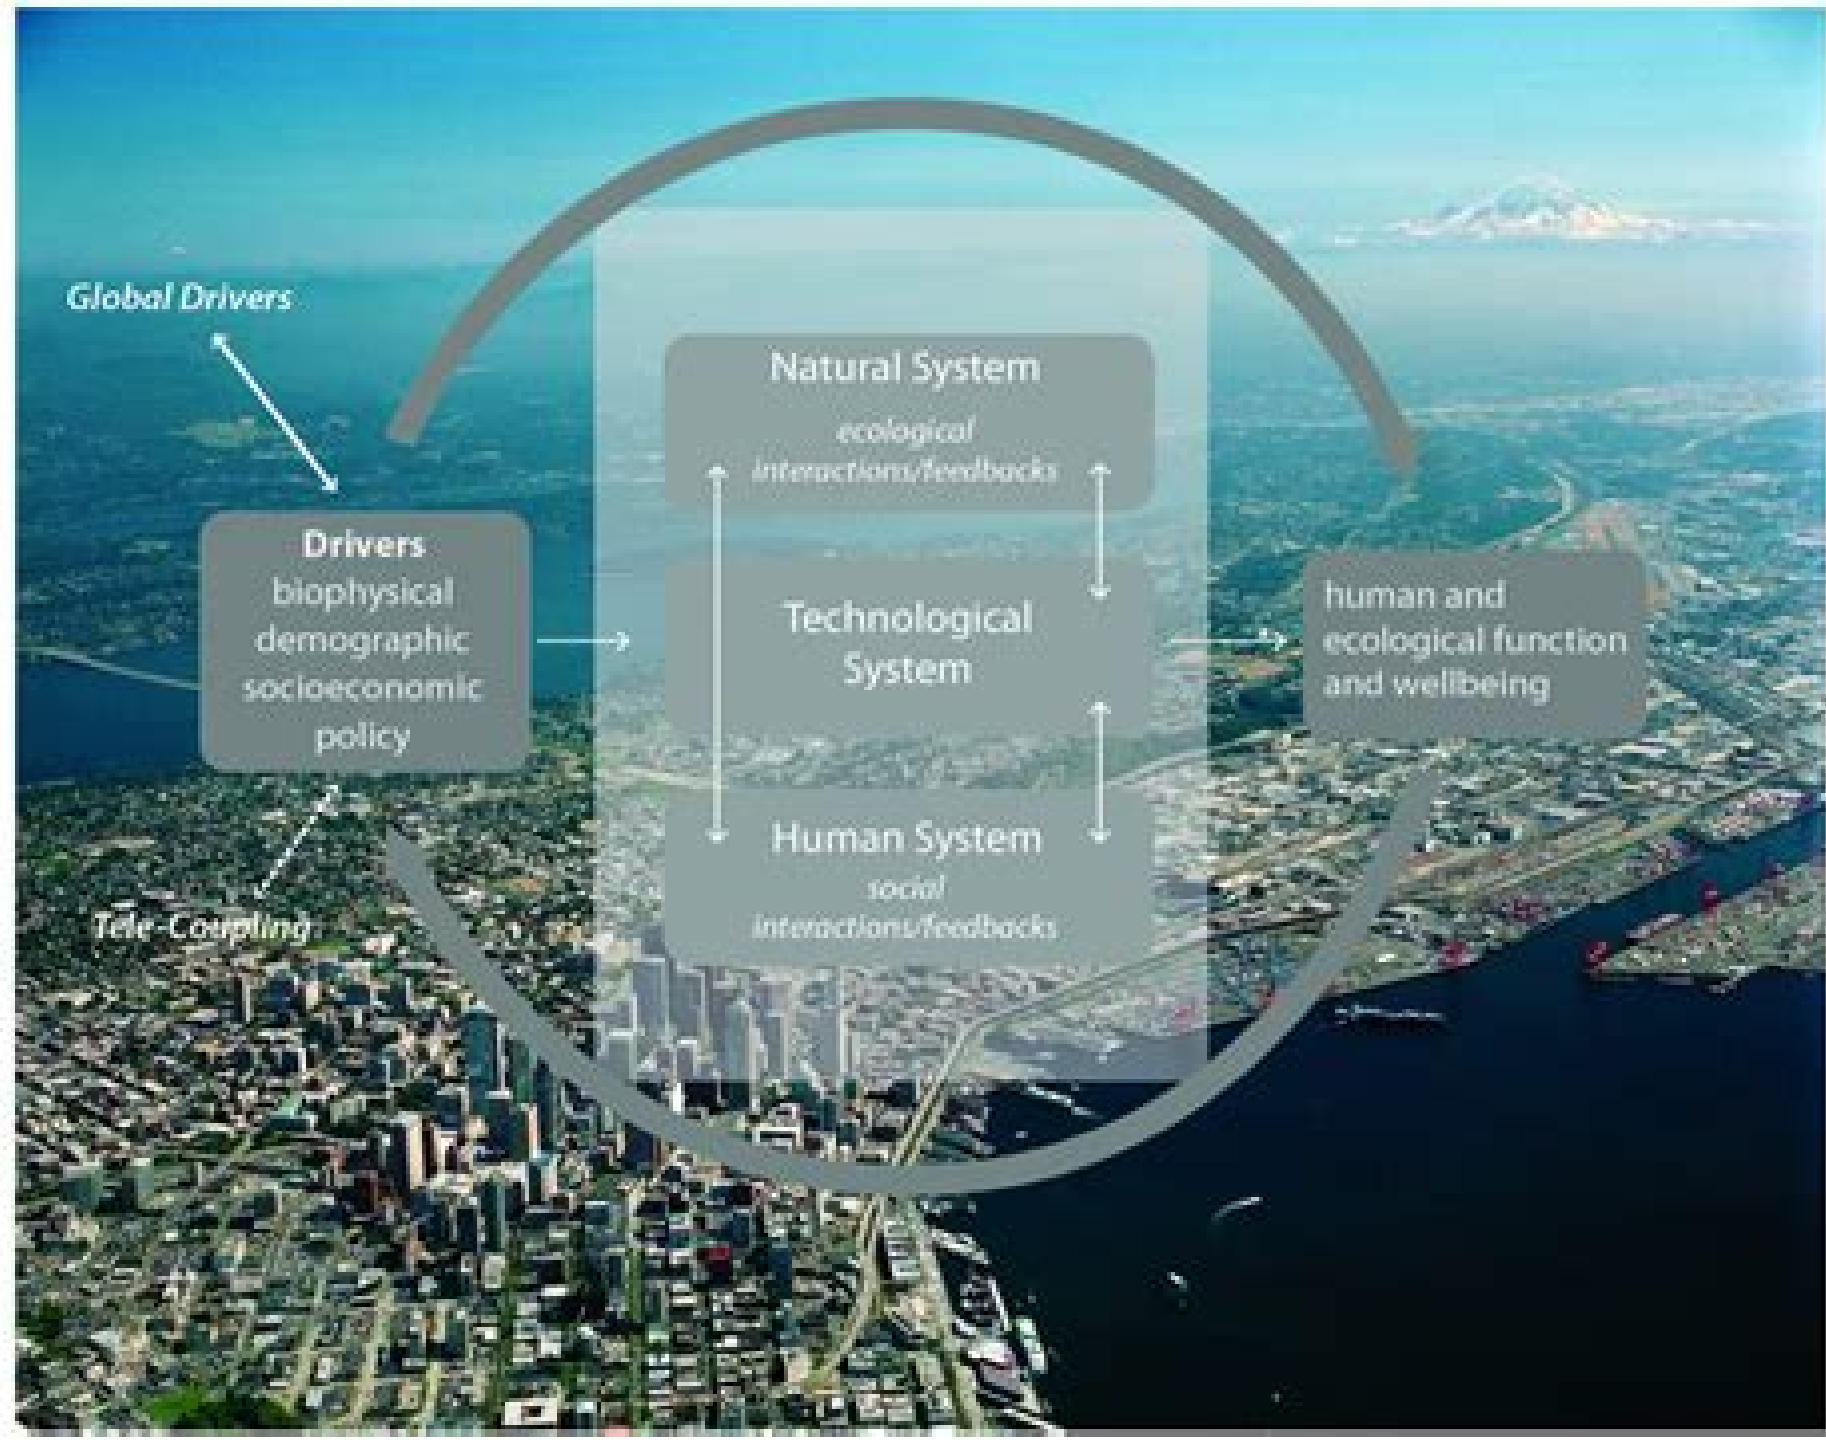 Global Drivers
Drivers
biophysical
demographic
socioeconomic
policy
Tele-Coupling
Natural System
ecological
interactions/feedbacks
Technological
System
Human System
social
interactions/feedbacks
human and
ecological function
and wellbeing